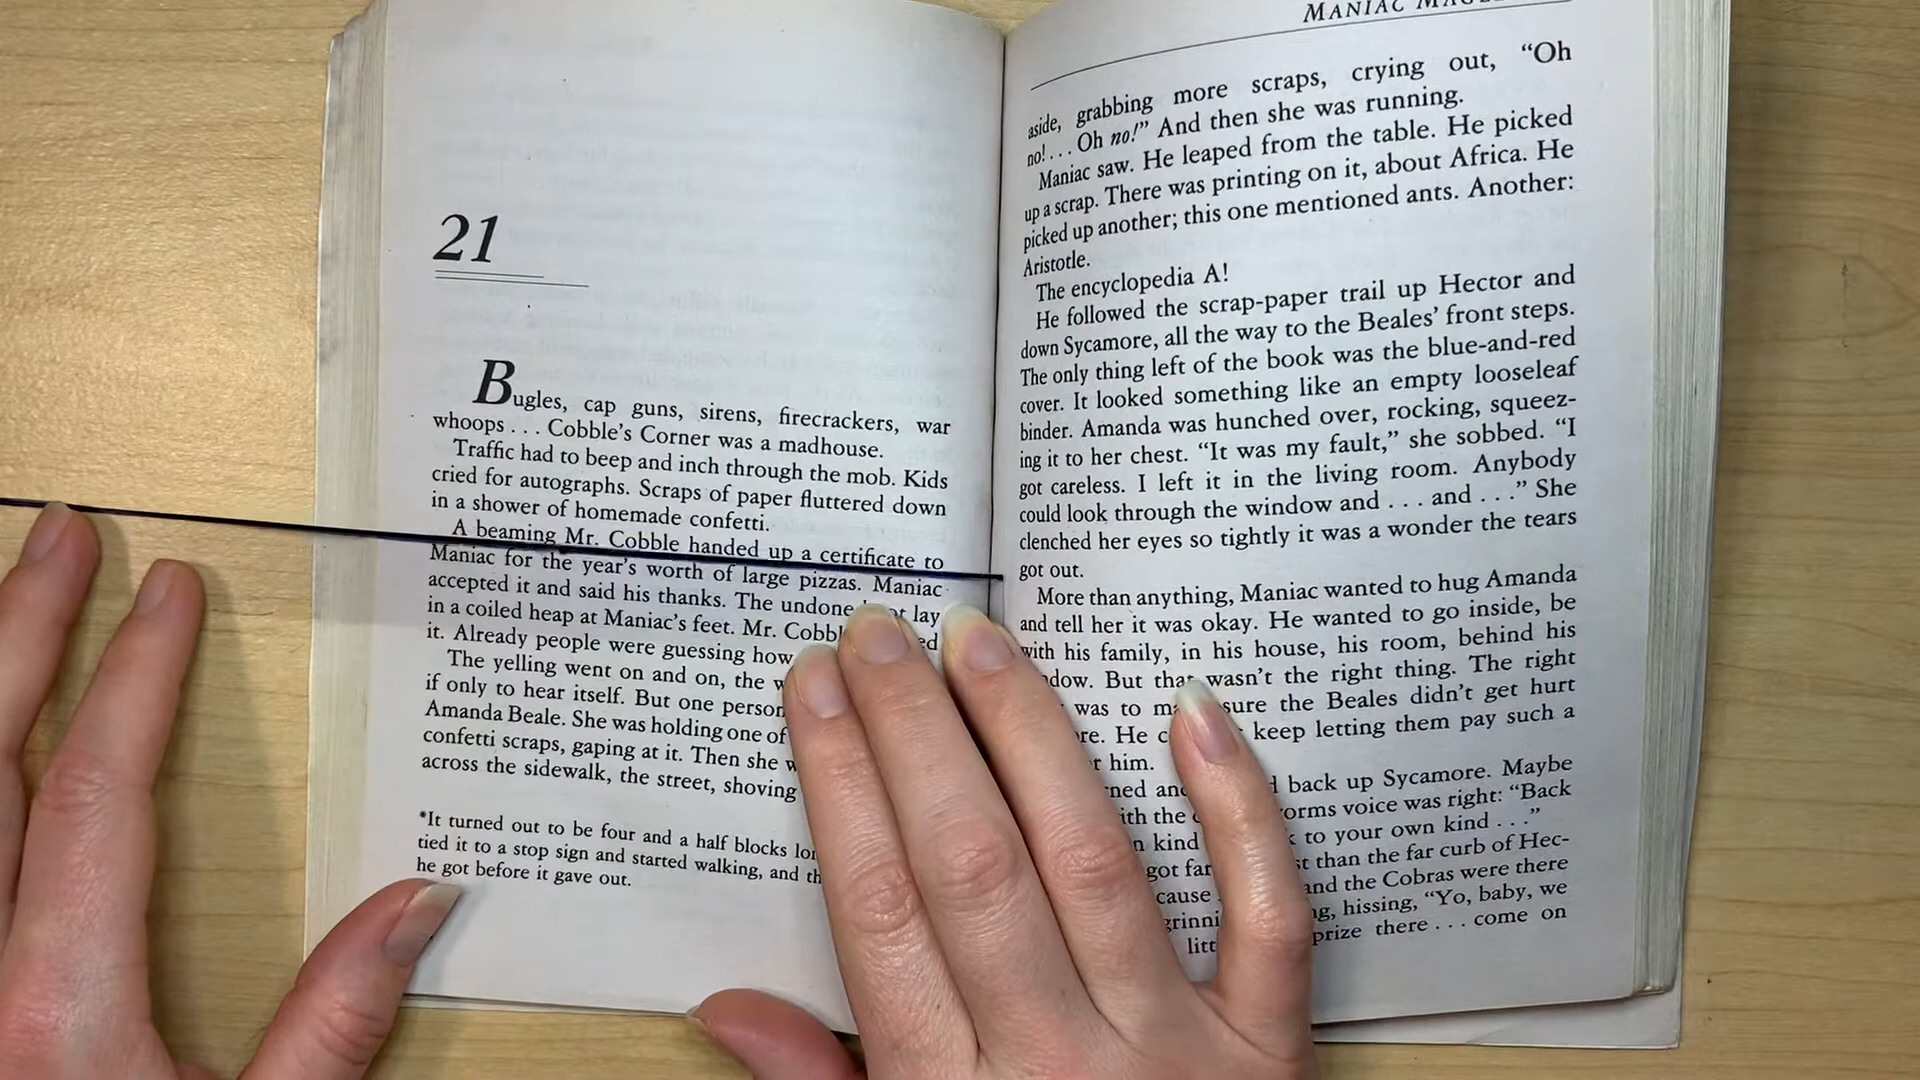 21
Bugles, cap guns, sirens, firecrackers, war
whoops . . . Cobble's Corner was a madhouse.
Traffic had to beep and inch through the mob. Kids
cried for autographs. Scraps of paper fluttered down
in a shower of homemade confetti.
A beaming Mr. Cobble handed up a certificate to
Maniac for the year's worth of large pizzas. Maniac
accepted it and said his thanks. The undone lay
in a coiled heap at Maniac's feet. Mr.
it. Already people were guessing how
The yelling went on and on, the
if only to hear itself. But one person
Amanda Beale. She was holding one of
confetti scraps, gaping at it. Then she
across the sidewalk, the street, shoving
*It turned out to be four and a half blocks
tied it to a stop sign and started walking, and
he got before it gave out.
MANIAC
aside, grabbing more scraps, crying out, “Oh
no! . . . Oh no!” And then she was running.
Maniac saw. He leaped from the table. He picked
up a scrap. There was printing on it, about Africa. He
picked up another; this one mentioned ants. Another:
Aristotle.
The encyclopedia A!
He followed the scrap-paper trail up Hector and
down Sycamore, all the way to the Beales' front steps.
The only thing left of the book was the blue-and-red
cover. It looked something like an empty looseleaf
binder. Amanda was hunched over, rocking, squeez-
ing it to her chest. “It was my fault,” she sobbed. “I
got careless. I left it in the living room. Anybody
could look through the window and . . . and . . .” She
clenched her eyes so tightly it was a wonder the tears
got out.
More than anything, Maniac wanted to hug Amanda
and tell her it was okay. He wanted to go inside, be
with his family, in his house, his room, behind his
But that wasn't the right thing. The right
was to sure the Beales didn't get hurt
He keep letting them pay such a
him.
back up Sycamore. Maybe
the voice was right: “Back
kind to your own kind . . .”
got than the far curb of Hec-
and the Cobras were there
hissing, “Yo, baby, we
prize there . . . come on